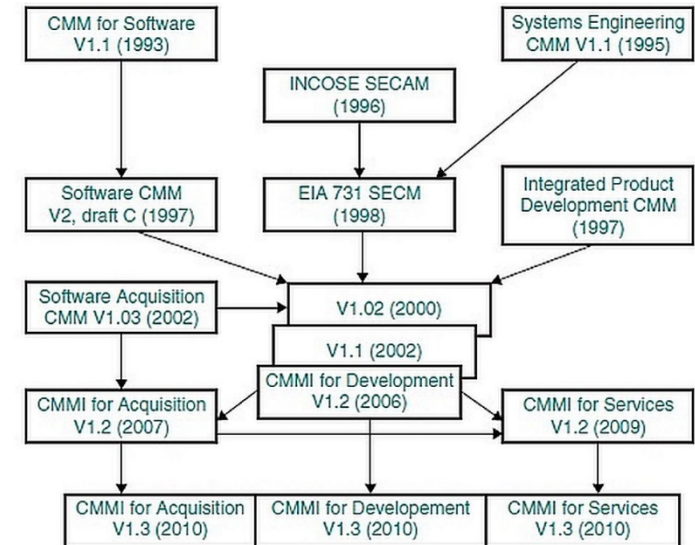 CMM for Software
V1.1 (1993)
Systems Engineering
CMM V1.1 (1995)
INCOSE SECAM
(1996)
Software CMM
V2, draft C (1997)
EIA 731 SECM
(1998)
Integrated Product
Development CMM
(1997)
Software Acquisition
CMM V1.03 (2002)
V1.02 (2000)
V1.1 (2002)
CMMI for Development
V1.2 (2006)
CMMI for Acquisition
V1.2 (2007)
CMMI for Services
V1.2 (2009)
CMMI for Acquisition
V1.3 (2010)
CMMI for Developement
V1.3 (2010)
CMMI for Services
V1.3 (2010)